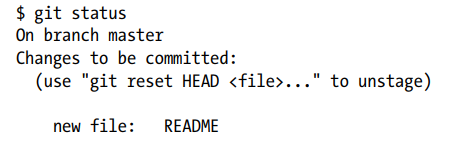 $ git status
On branch master
Changes to be committed:
  (use "git reset HEAD <file>..." to unstage)

    new file:   README